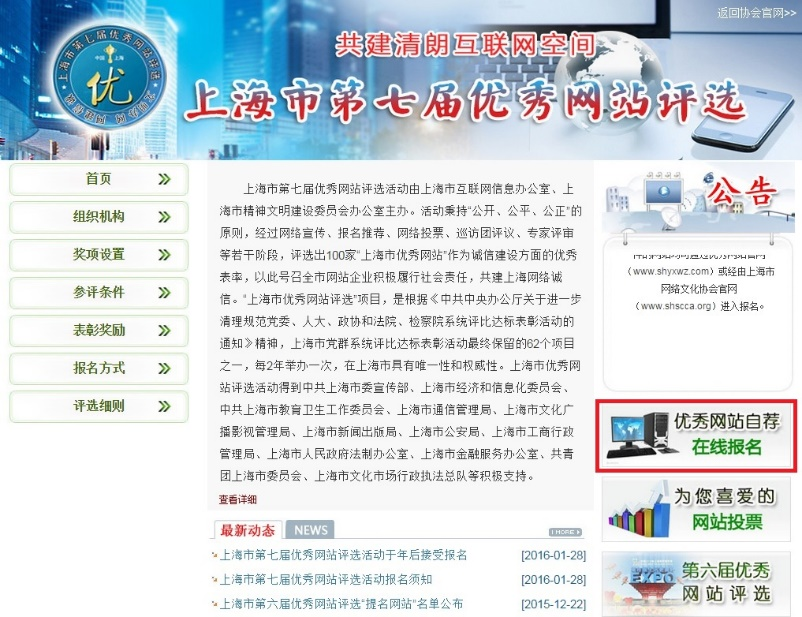 返回协会官网>>
共建清朗互联网空间
上海市第七届优秀网站评选
上海市第七届优秀网站评选
优
首页
组织机构
奖项设置
参评条件
表彰奖励
报名方式
评选细则
上海市第七届优秀网站评选活动由上海市互联网信息办公室、上
海市精神文明建设委员会办公室主办。活动秉持“公开、公平、公正”的
原则，经过网络宣传、报名推荐、网络投票、巡访团评议、专家评审
等若干阶段，评选出100家“上海市优秀网站”作为诚信建设方面的优秀
表率，以此号召全市网站企业积极履行社会责任，共建上海网络诚
信。“上海市优秀网站评选”项目，是根据《中共中央办公厅关于进一步
清理规范党委、人大、政协和法院、检察院系统评比达标表彰活动的
通知》精神，上海市党群系统评比达标表彰活动最终保留的62个项目
之一，每2年举办一次，在上海市具有唯一性和权威性。上海市优秀网
站评选活动得到中共上海市委宣传部、上海市经济和信息化委员会、
中共上海市教育卫生工作委员会、上海市通信管理局、上海市文化广
播影视管理局、上海市新闻出版局、上海市公安局、上海市工商行政
管理局、上海市人民政府法制办公室、上海市金融服务办公室、共青
团上海市委员会、上海市文化市场行政执法总队等积极支持。
查看详细
最新动态 NEWS MORE
上海市第七届优秀网站评选活动于年后接受报名 [2016-01-28]
上海市第七届优秀网站评选活动报名须知 [2016-01-28]
上海市第六届优秀网站评选“提名网站”名单公布 [2015-12-22]
公告
（www.shyxwz.com）或经由上海市
网络文化协会官网
（www.shscca.org）进入报名。
优秀网站自荐
在线报名
为您喜爱的
网站投票
EXPO
第六届优秀
网站评选